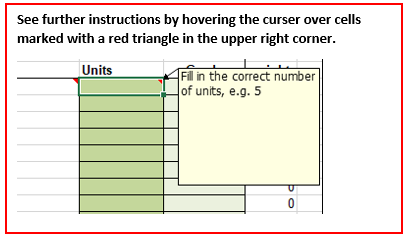 See further instructions by hovering the curser over cells
marked with a red triangle in the upper right corner.
Units
Fill in the correct number
of units, e.g. 5
0
0